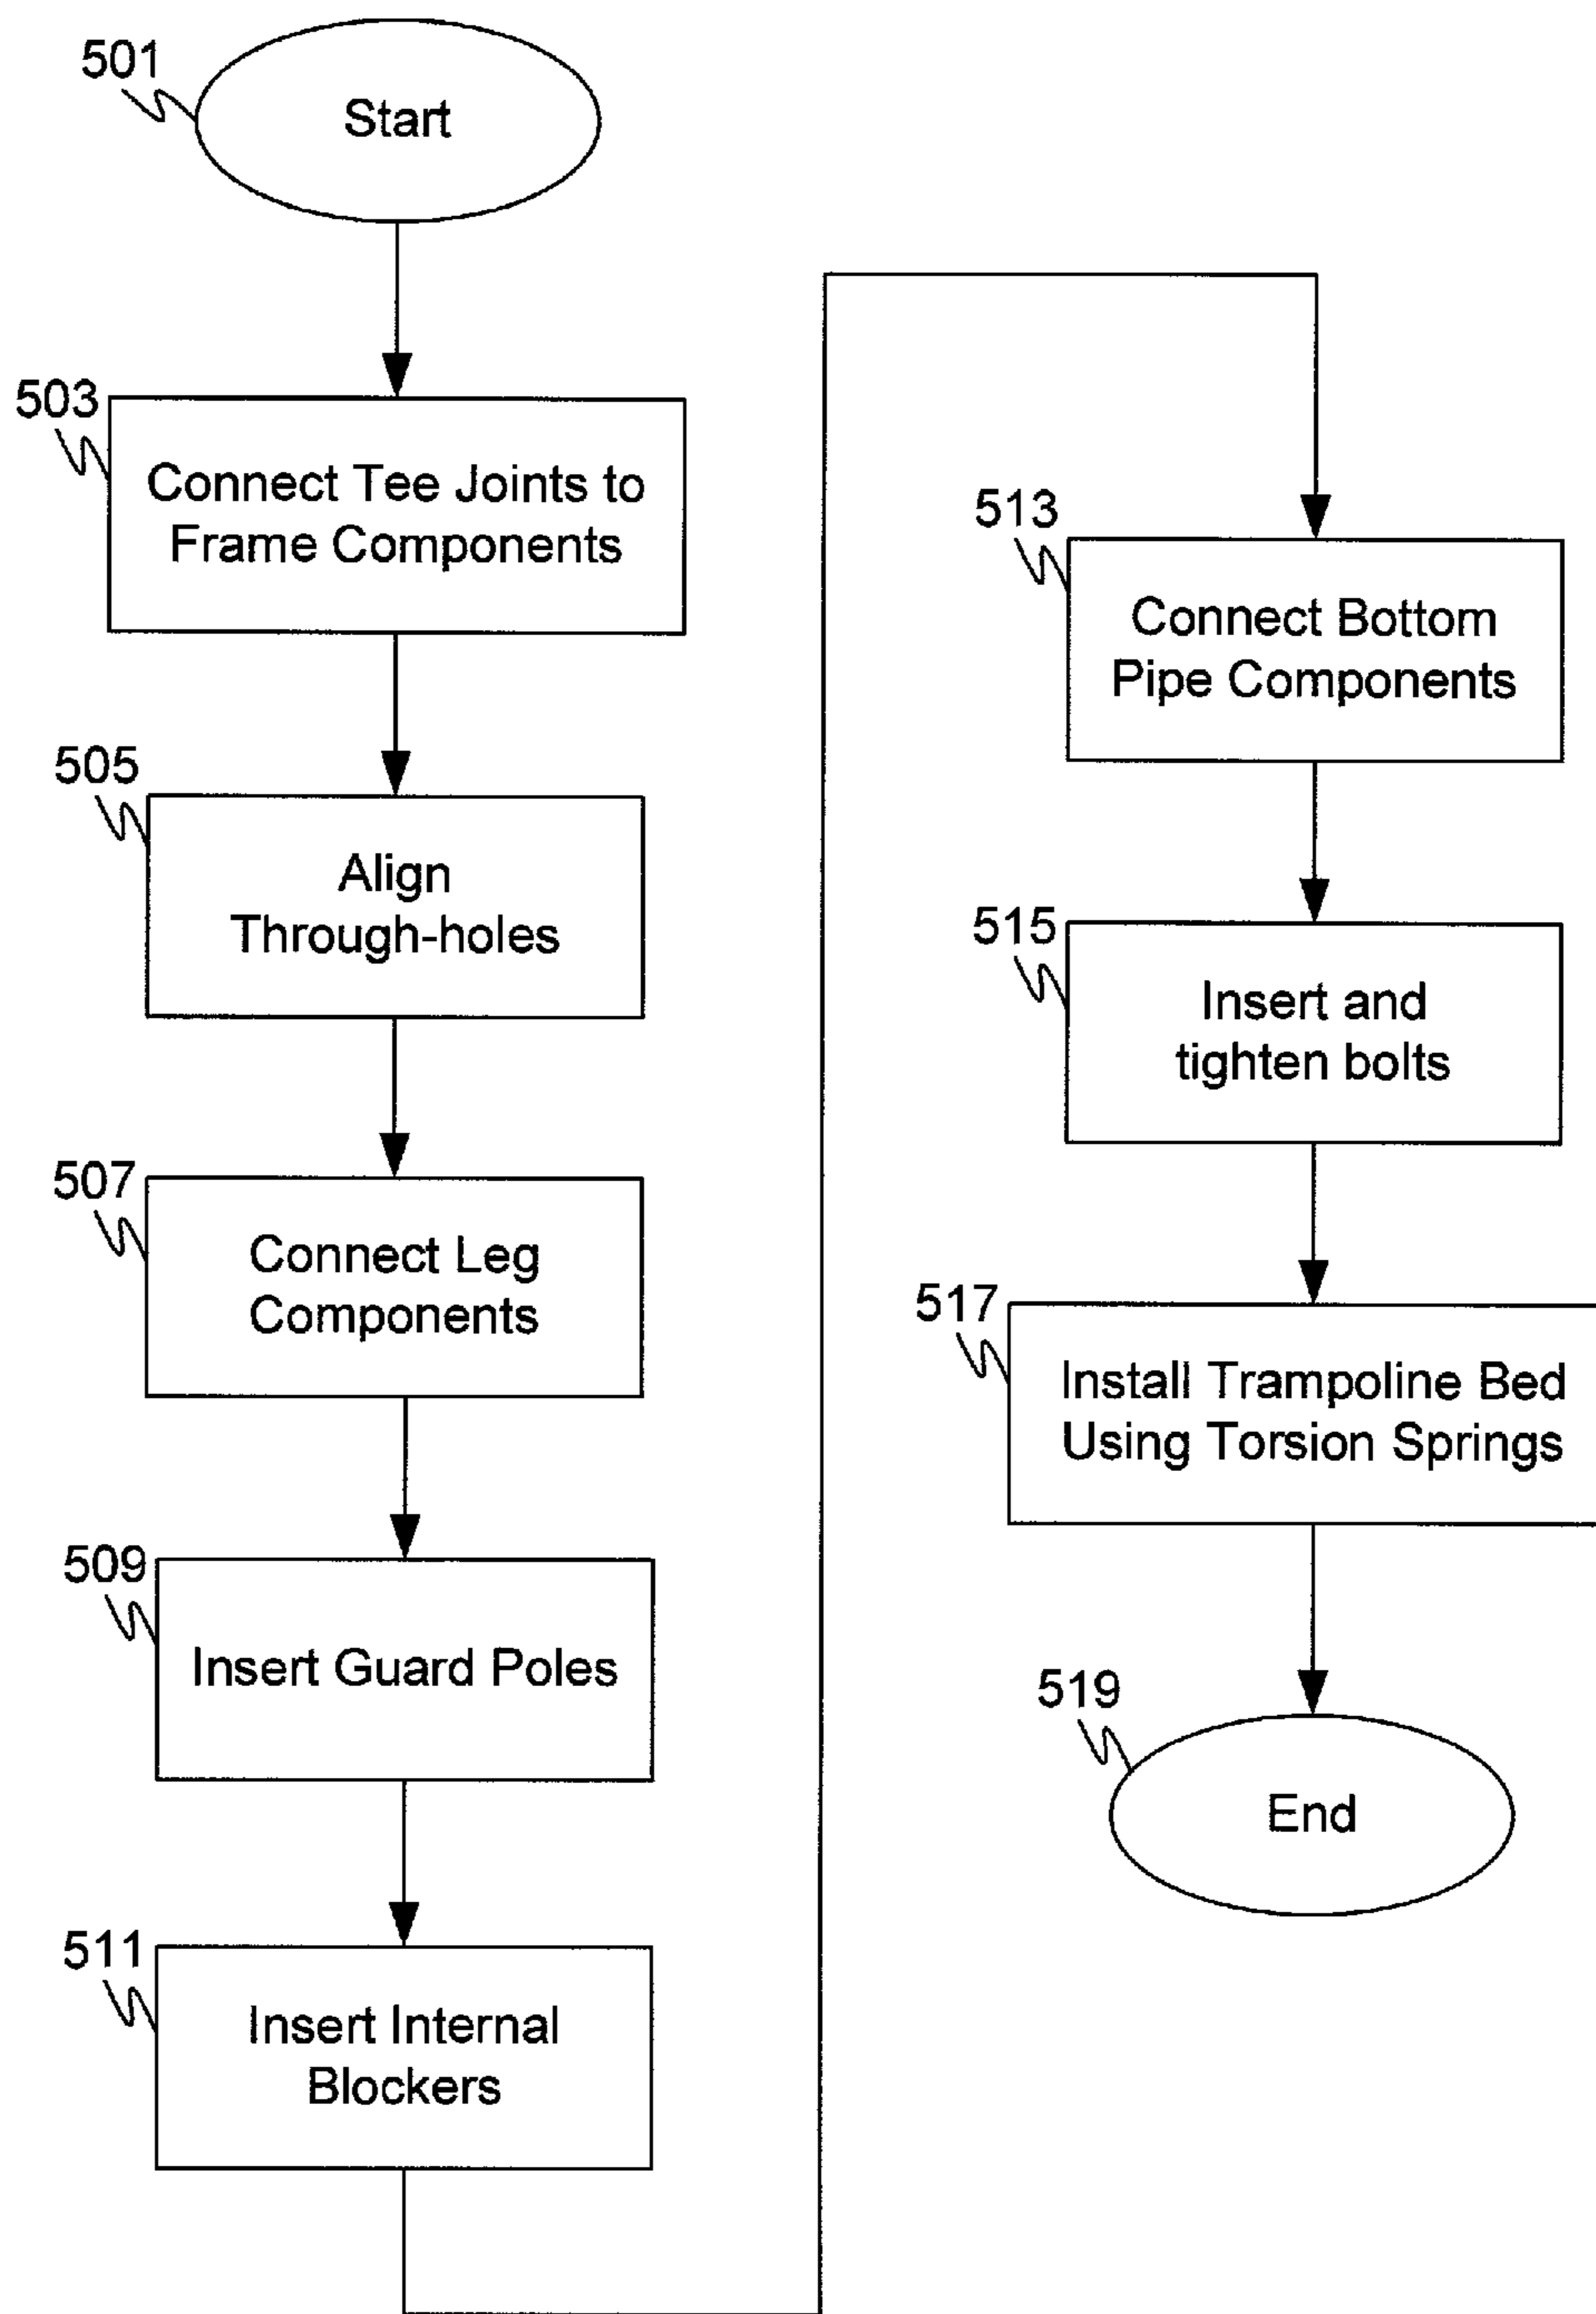 501
Start
503
Connect Tee Joints to
Frame Components
505
Align
Through-holes
507
Connect Leg
Components
509
Insert Guard Poles
511
Insert Internal
Blockers
513
Connect Bottom
Pipe Components
515
Insert and
tighten bolts
517
Install Trampoline Bed
Using Torsion Springs
519
End